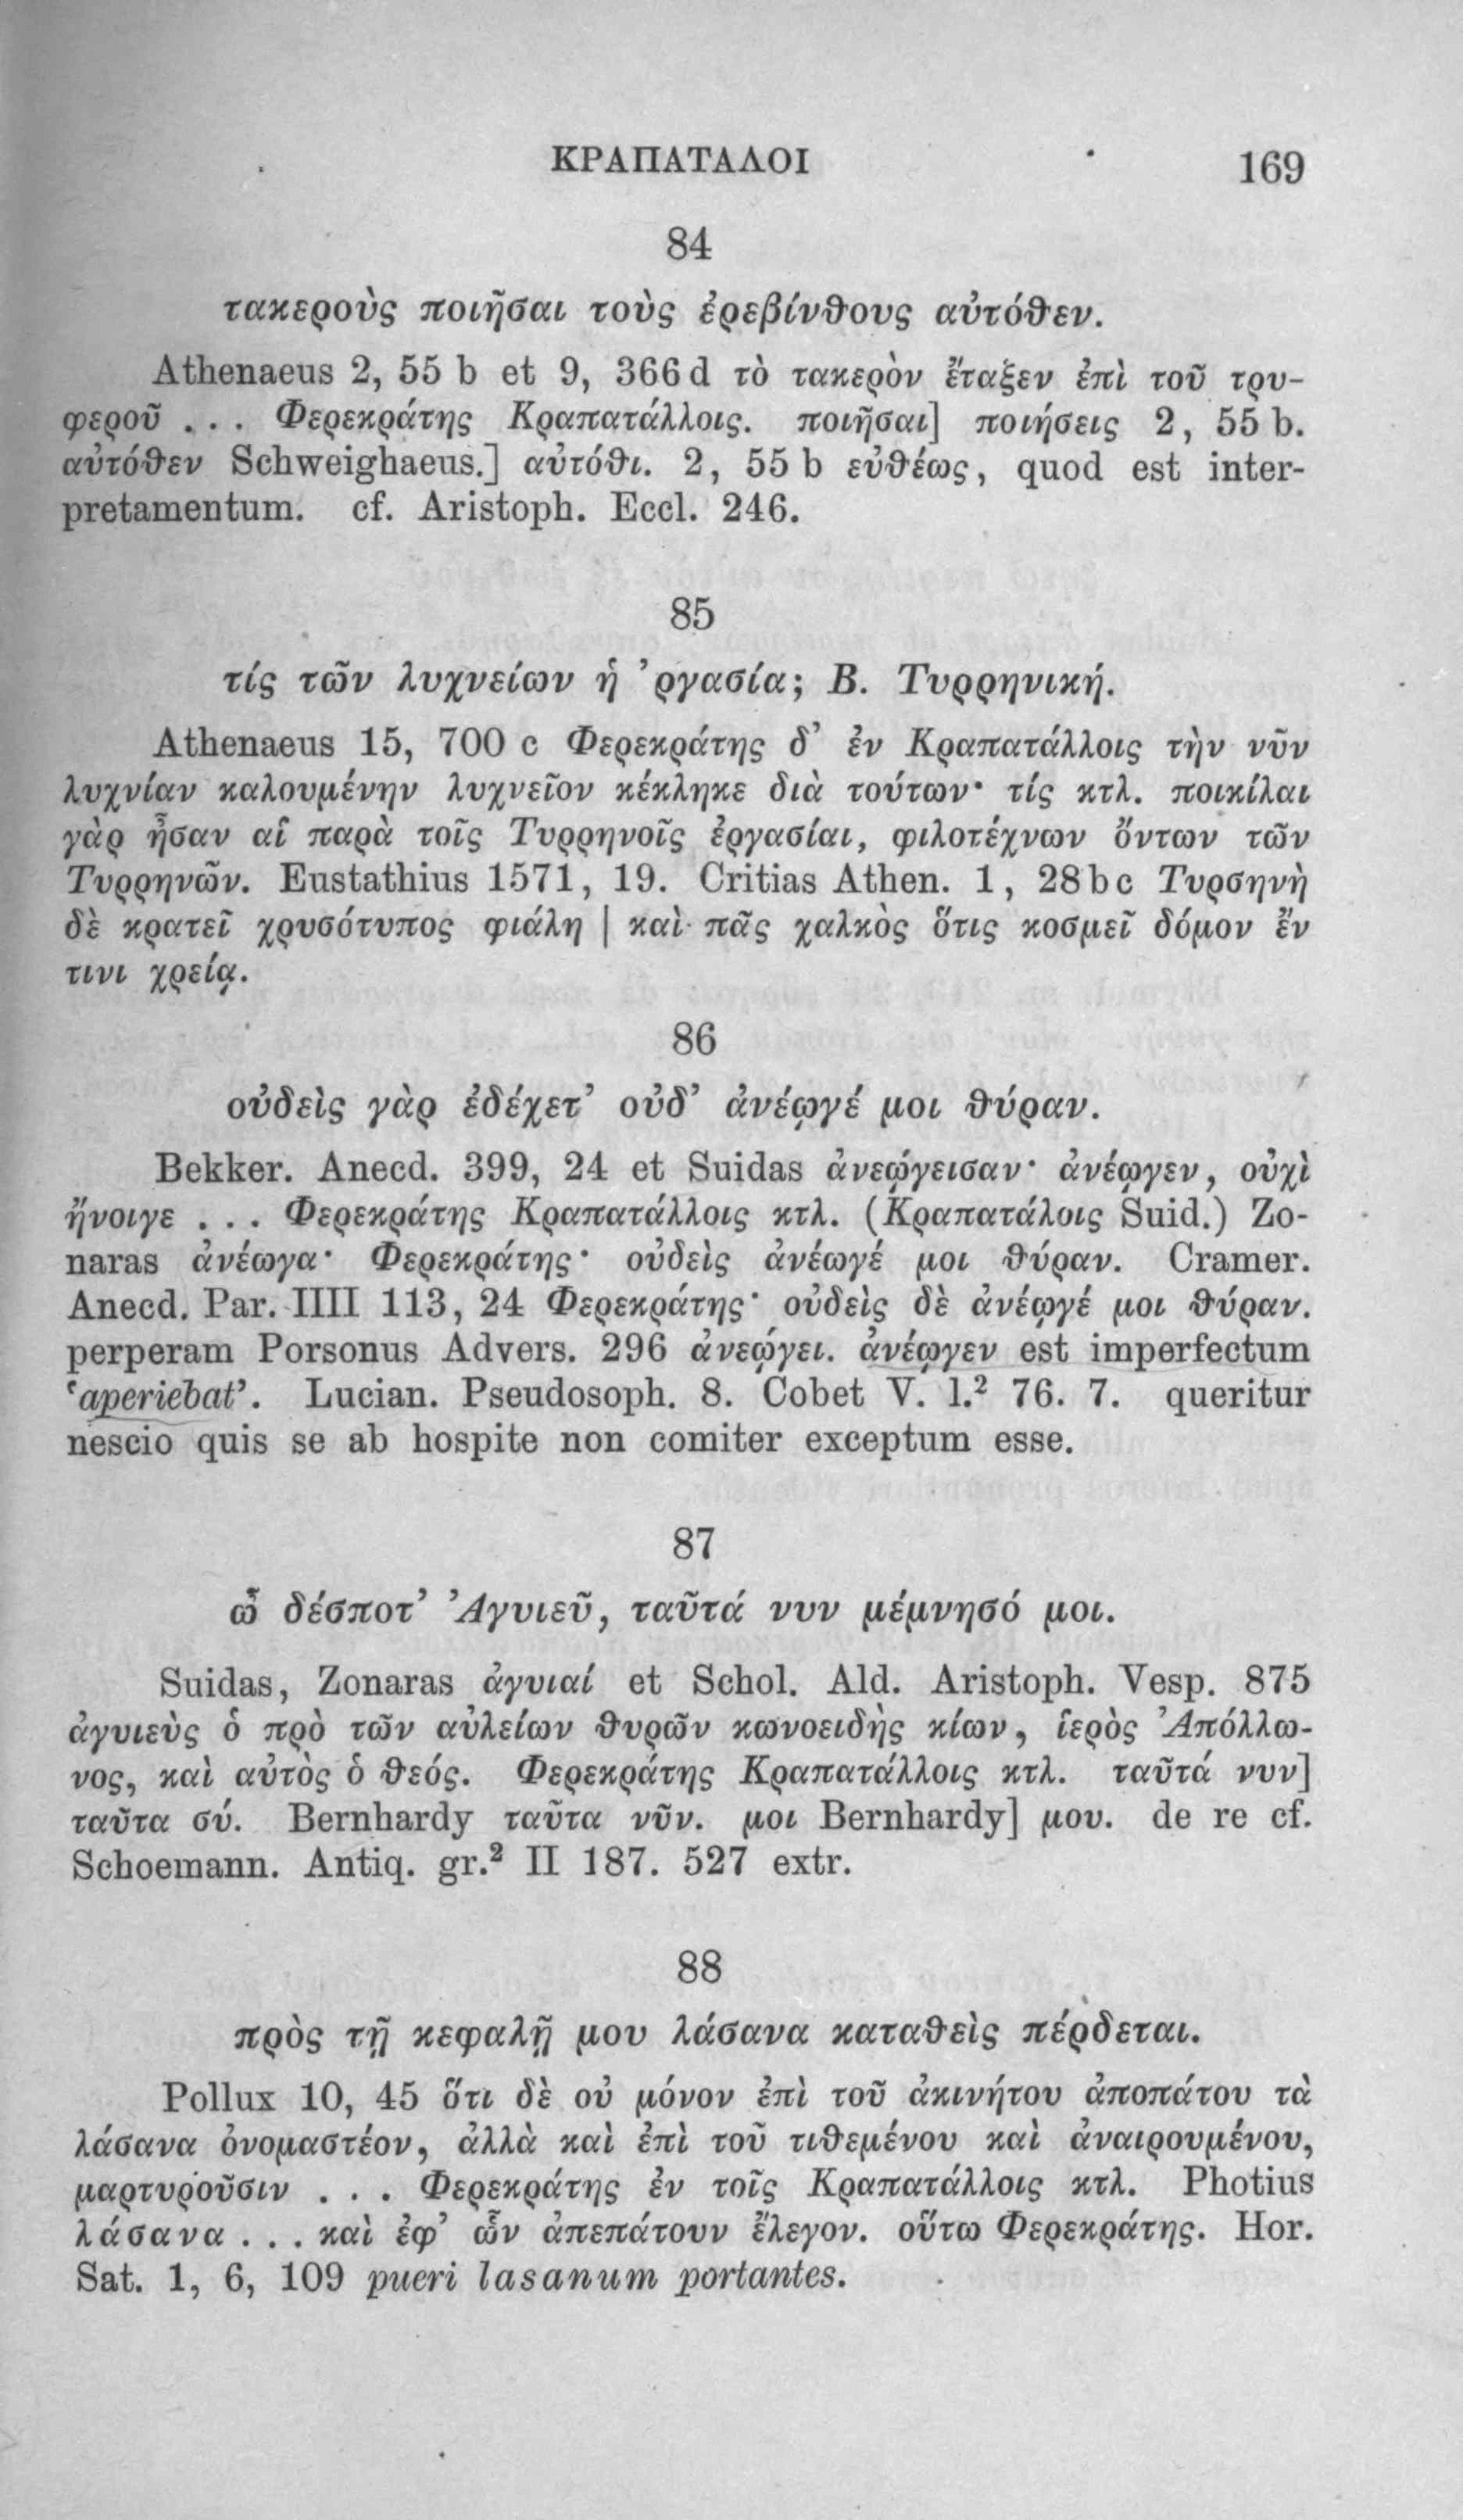 ΚΡΑΠΑΤΑΛΟΙ 169
84
τακεροὺς ποιῆσαι τοὺς ἐρεβίνθους αὐτόθεν.
Athenaeus 2, 55 b et 9, 366 d τὸ τακερὸν ἔταξεν ἐπὶ τοῦ τρυ-
φεροῦ . . . Φερεκράτης Κραπατάλλοις. ποιῆσαι] ποιήσεις 2, 55 b.
αὐτόθεν Schweighaeus.] αὐτόθι. 2, 55 b εὐθέως, quod est inter-
pretamentum. cf. Aristoph. Eccl. 246.
85
τίς τῶν λυχνείων ἡ ᾿ργασία; Β. Τυρρηνική.
Athenaeus 15, 700 c Φερεκράτης δ᾿ ἐν Κραπατάλλοις τὴν νῦν
λυχνίαν καλουμένην λυχνεῖον κέκληκε διὰ τούτων· τίς κτλ. ποικίλαι
γὰρ ἦσαν αἱ παρὰ τοῖς Τυρρηνοῖς ἐργασίαι, φιλοτέχνων ὄντων τῶν
Τυρρηνῶν. Eustathius 1571, 19. Critias Athen. 1, 28 b c Τυρσηνὴ
δὲ κρατεῖ χρυσότυπος φιάλη | καὶ πᾶς χαλκὸς ὅτις κοσμεῖ δόμον ἔν
τινι χρείᾳ.
86
οὐδεὶς γὰρ ἐδέχετ᾿ οὐδ᾿ ἀνέῳγέ μοι θύραν.
Bekker. Anecd. 399, 24 et Suidas ἀνεῴγεισαν· ἀνέῳγεν, οὐχὶ
ἤνοιγε . . . Φερεκράτης Κραπατάλλοις κτλ. (Κραπατάλοις Suid.) Zo-
naras ἀνέωγα· Φερεκράτης· οὐδεὶς ἀνέωγέ μοι θύραν. Cramer.
Anecd. Par. IIII 113, 24 Φερεκράτης· οὐδεὶς δὲ ἀνέῳγέ μοι θύραν.
perperam Porsonus Advers. 296 ἀνεῴγει. ἀνέῳγεν est imperfectum
‘aperiebat’. Lucian. Pseudosoph. 8. Cobet V. l.² 76. 7. queritur
nescio quis se ab hospite non comiter exceptum esse.
87
ὦ δέσποτ᾿ Ἀγυιεῦ, ταῦτά νυν μέμνησό μοι.
Suidas, Zonaras ἀγυιαί et Schol. Ald. Aristoph. Vesp. 875
ἀγυιεὺς ὁ πρὸ τῶν αὐλείων θυρῶν κωνοειδὴς κίων, ἱερὸς Ἀπόλλω-
νος, καὶ αὐτὸς ὁ θεός. Φερεκράτης Κραπατάλλοις κτλ. ταῦτά νυν]
ταῦτα σύ. Bernhardy ταῦτα νῦν. μοι Bernhardy] μου. de re cf.
Schoemann. Antiq. gr.² II 187. 527 extr.
88
πρὸς τῇ κεφαλῇ μου λάσανα καταθεὶς πέρδεται.
Pollux 10, 45 ὅτι δὲ οὐ μόνον ἐπὶ τοῦ ἀκινήτου ἀποπάτου τὰ
λάσανα ὀνομαστέον, ἀλλὰ καὶ ἐπὶ τοῦ τιθεμένου καὶ ἀναιρουμένου,
μαρτυροῦσιν . . . Φερεκράτης ἐν τοῖς Κραπατάλλοις κτλ. Photius
λάσανα . . . καὶ ἐφ᾿ ὧν ἀπεπάτουν ἔλεγον. οὕτω Φερεκράτης. Hor.
Sat. 1, 6, 109 pueri lasanum portantes.